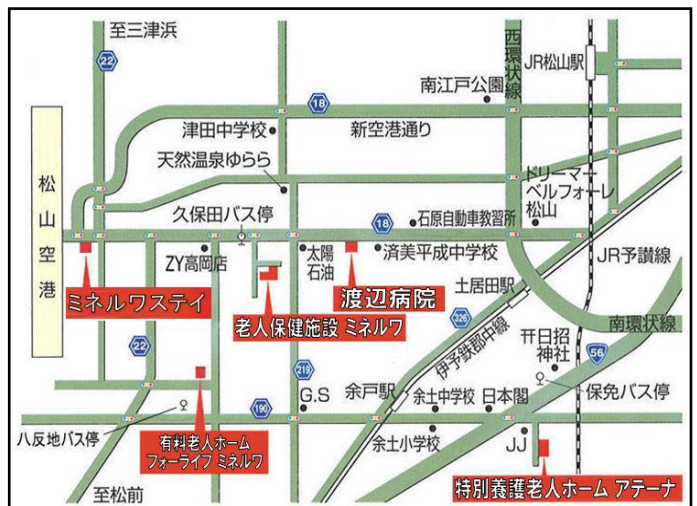 至三津浜
22
西環状線
JR松山駅
南江戸公園
18
新空港通り
津田中学校
天然温泉ゆらら
ドリーマー
ベルフォーレ
松山
松山空港
久保田バス停
18
石原自動車教習所
ZY高岡店
太陽
石油
済美平成中学校
JR予讃線
ミネルワステイ
老人保健施設 ミネルワ
渡辺病院
土居田駅
326
伊予鉄郡中線
南環状線
22
219
日招
神社
56
余戸駅
G.S
余土中学校
日本閣
保免バス停
190
八反地バス停
有料老人ホーム
フォーライフ ミネルワ
余土小学校
JJ
至松前
特別養護老人ホーム アテーナ